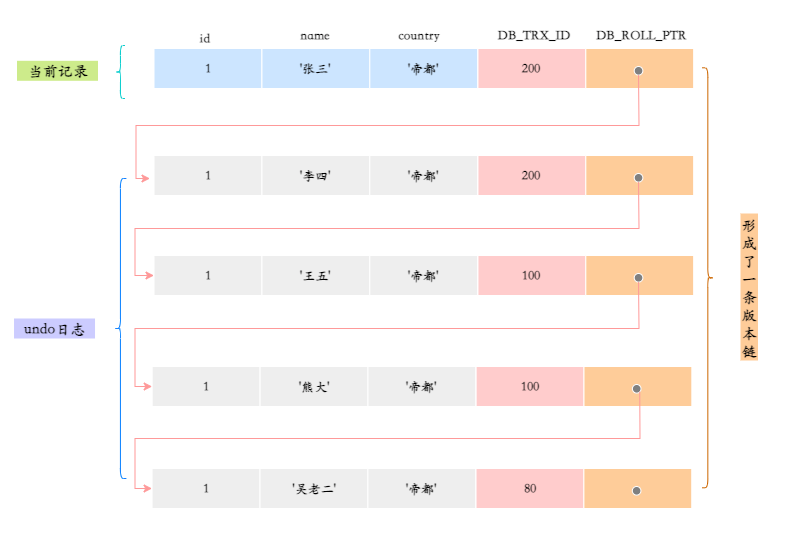 id name country DB_TRX_ID DB_ROLL_PTR
当前记录 1 '张三' '帝都' 200
1 '李四' '帝都' 200
1 '王五' '帝都' 100
undo日志
1 '熊大' '帝都' 100
1 '吴老二' '帝都' 80
形成了一条版本链